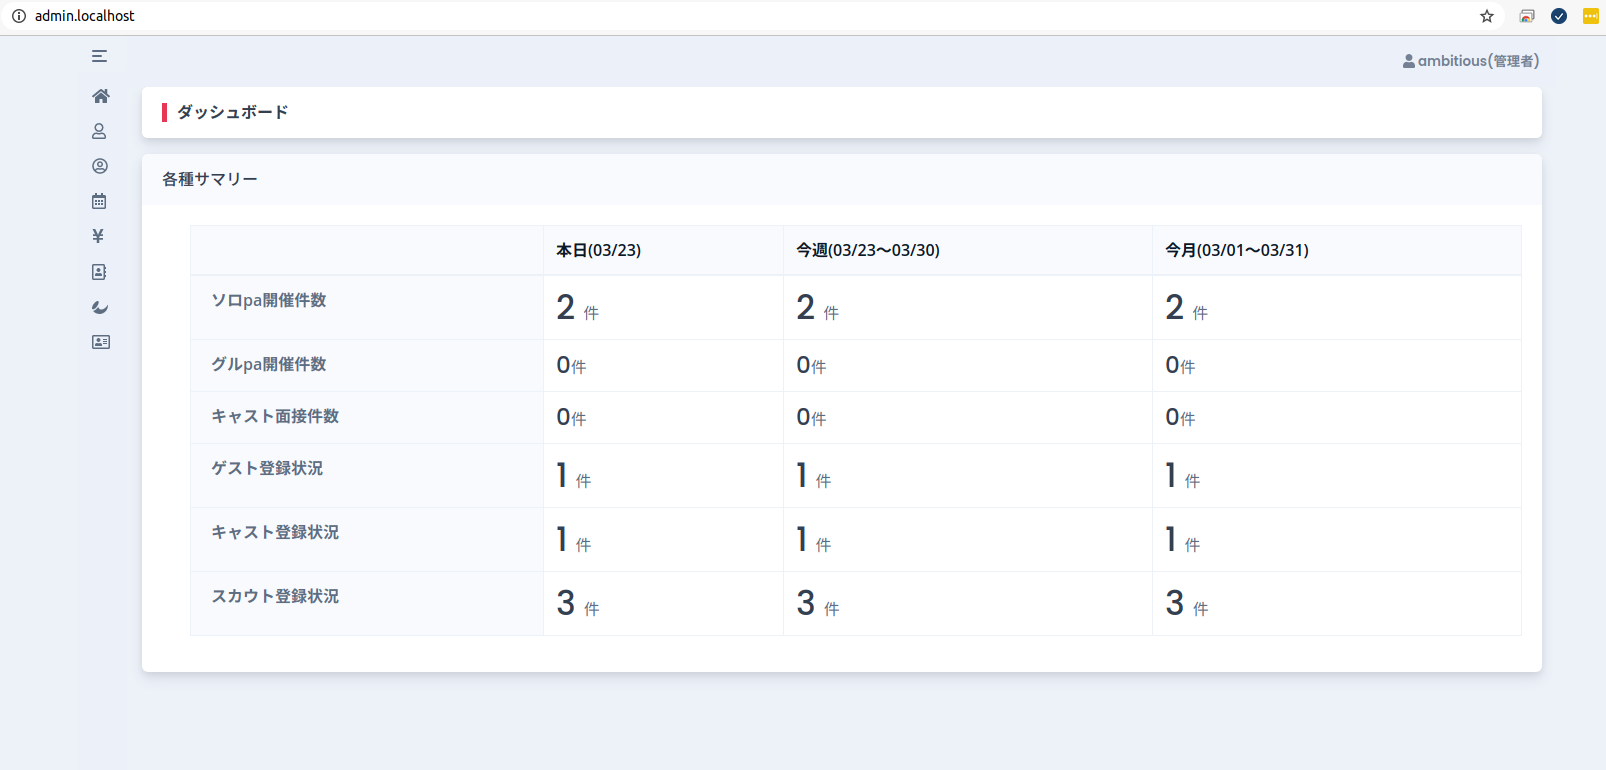 admin.localhost
ambitious(管理者)
ダッシュボード
各種サマリー
本日(03/23) 今週(03/23〜03/30) 今月(03/01〜03/31)
ソロpa開催件数 2 件 2 件 2 件
グルpa開催件数 0件 0件 0件
キャスト面接件数 0件 0件 0件
ゲスト登録状況 1 件 1 件 1 件
キャスト登録状況 1 件 1 件 1 件
スカウト登録状況 3 件 3 件 3 件